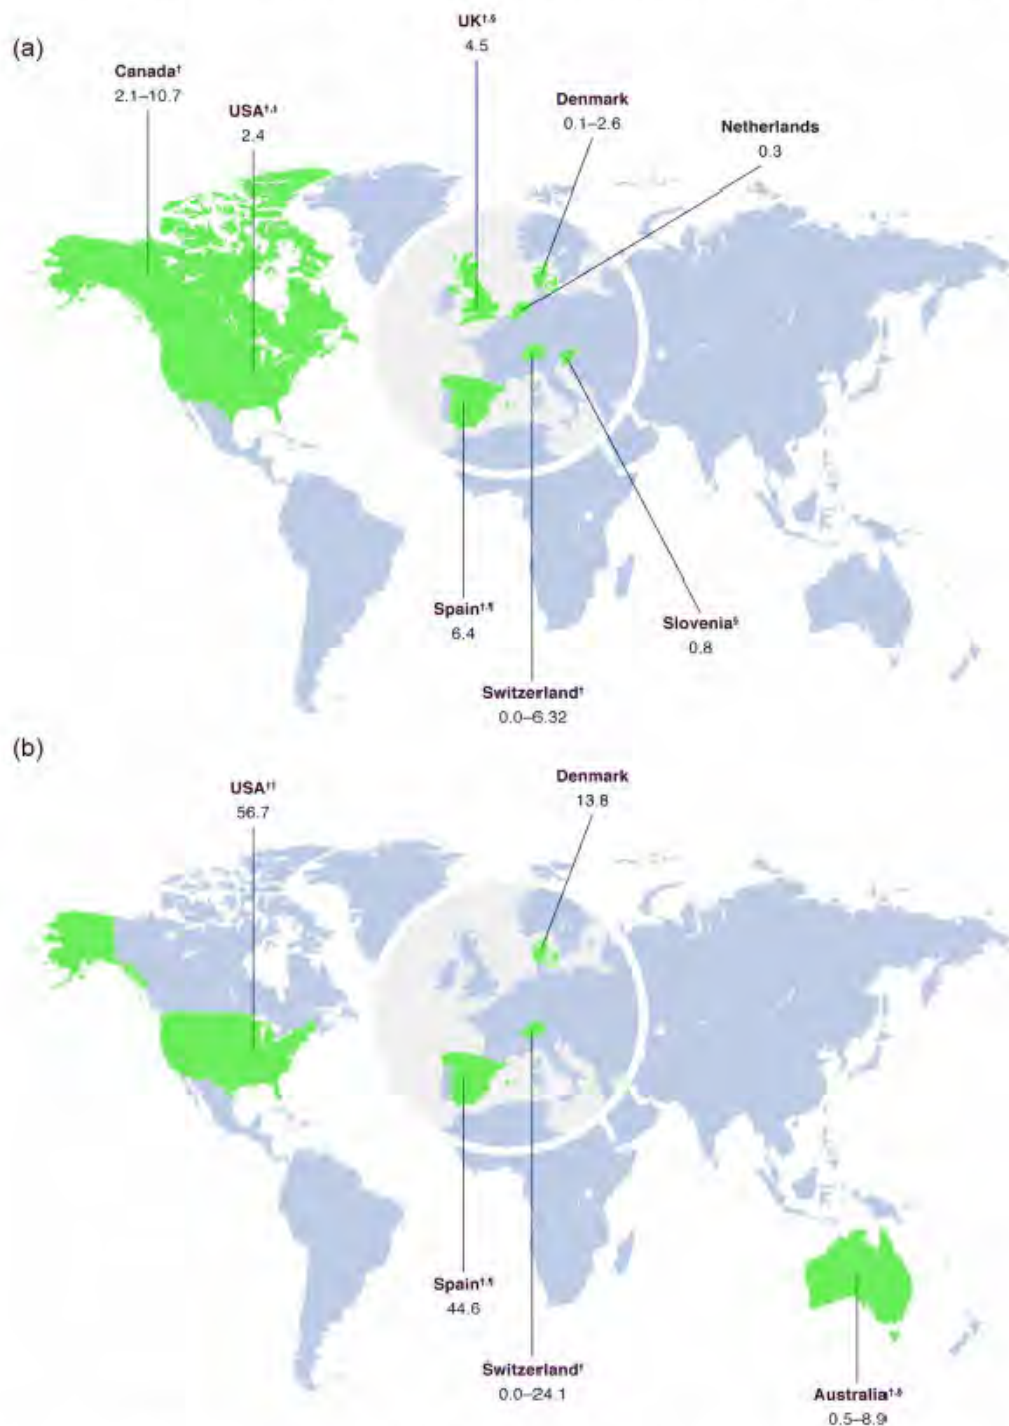 (a)
UK†,§
4.5
Canada†
2.1–10.7
USA†,‡
2.4
Denmark
0.1–2.6
Netherlands
0.3
Spain†,¶
6.4
Slovenia§
0.8
Switzerland†
0.0–6.32
(b)
USA††
56.7
Denmark
13.8
Spain†,¶
44.6
Switzerland†
0.0–24.1
Australia†,§
0.5–8.9